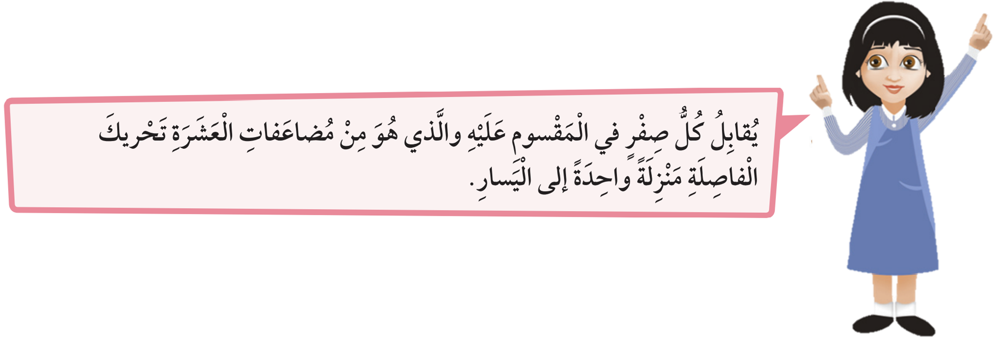 يُقابِلُ كُلُّ صِفْرٍ في الْمَقْسومِ عَلَيْهِ والَّذي هُوَ مِنْ مُضاعَفاتِ الْعَشَرَةِ تَحْريكَ
الْفاصِلَةِ مَنْزِلَةً واحِدَةً إلى الْيَسارِ.